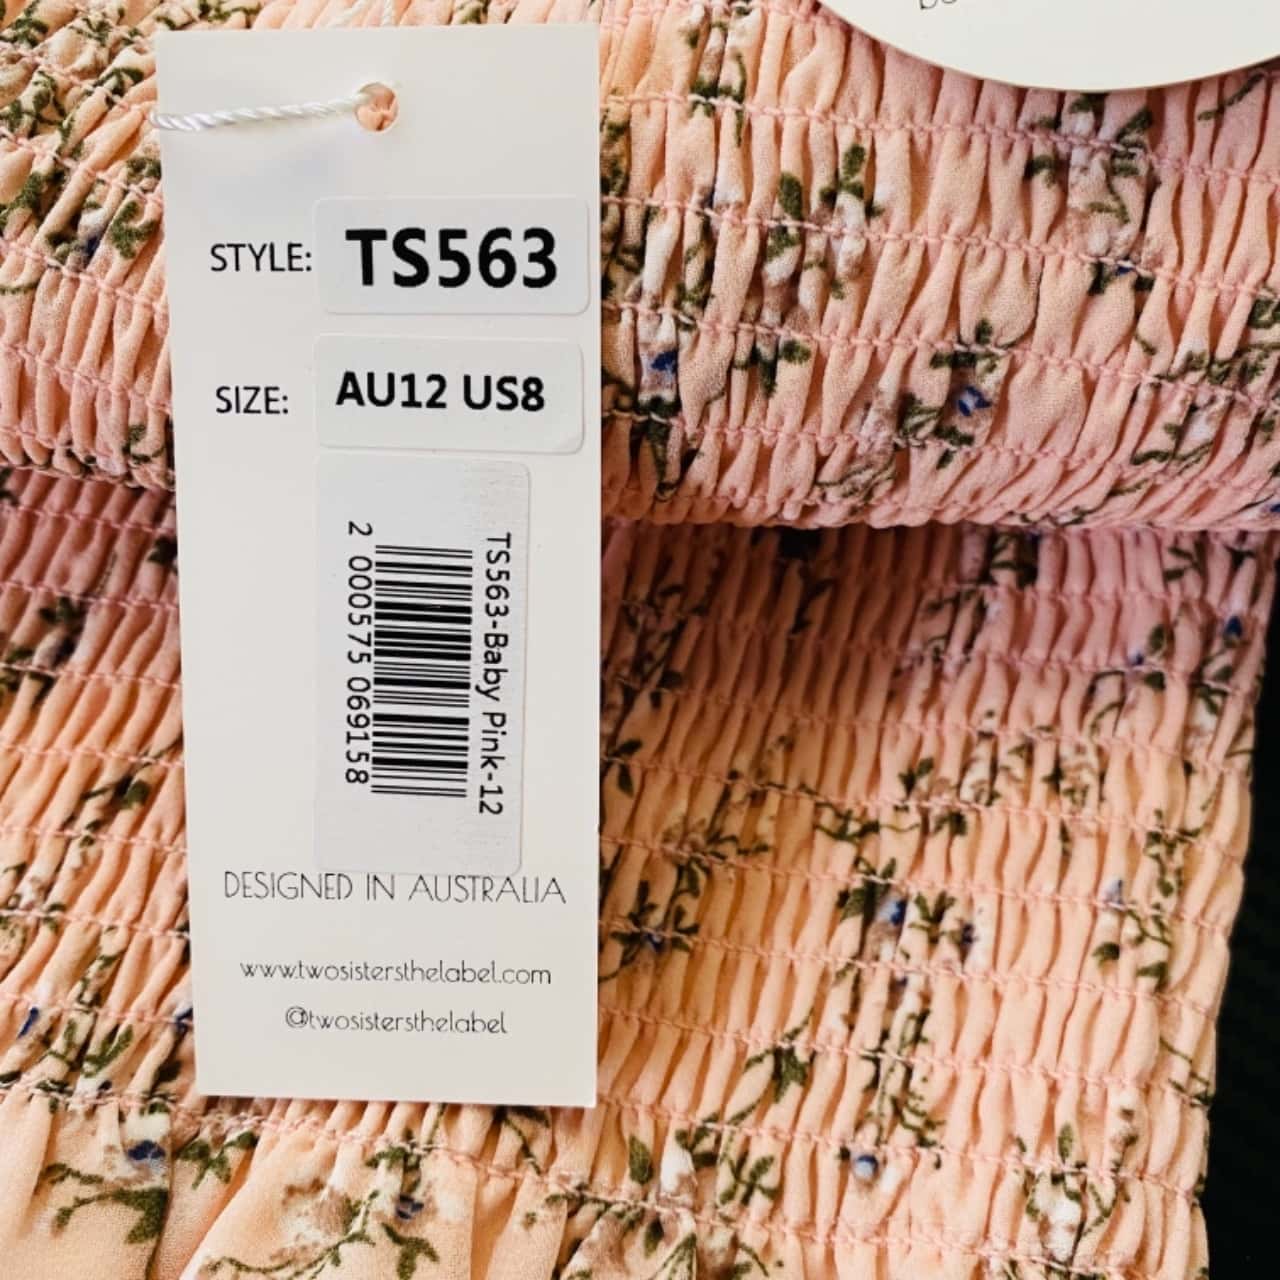 STYLE: TS563
SIZE: AU12 US8
TS563-Baby Pink-12
2 000575 069158
DESIGNED IN AUSTRALIA
www.twosistersthelabel.com
@twosistersthelabel